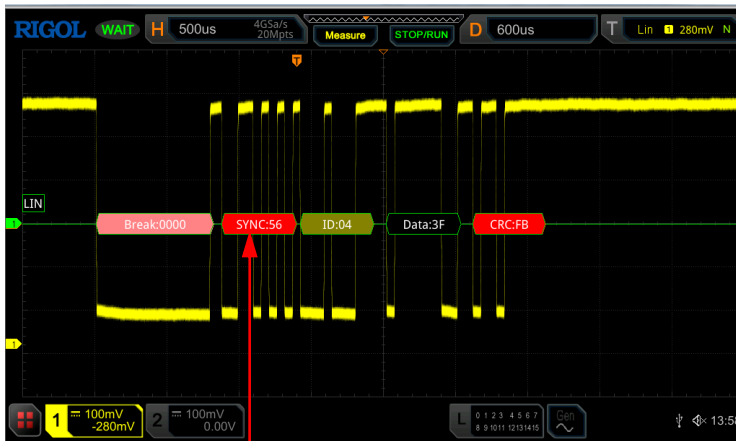 RIGOL WAIT H 500us 4GSa/s 20Mpts Measure STOP/RUN D 600us T Lin 1 280mV N
T
LIN
1 Break:0000 SYNC:56 ID:04 Data:3F CRC:FB
1
1 100mV -280mV 2 100mV 0.00V L 0 1 2 3 4 5 6 7 8 9 10 11 12 13 14 15 Gen 13:58